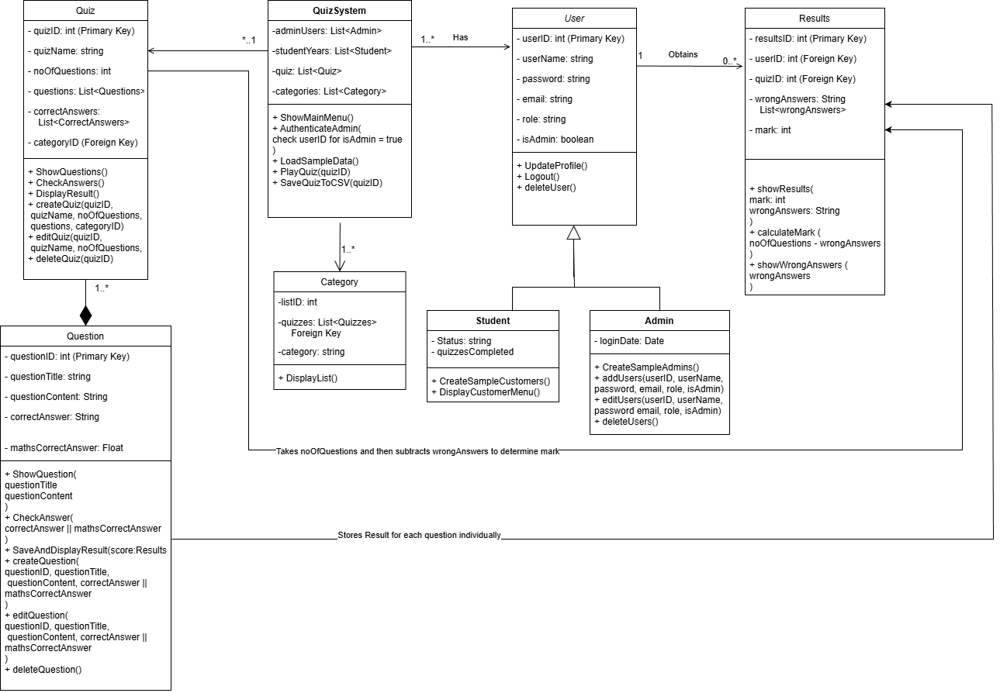 Quiz
- quizID: int (Primary Key)
- quizName: string
- noOfQuestions: int
- questions: List<Questions>
- correctAnswers:
List<CorrectAnswers>
- categoryID (Foreign Key)
+ ShowQuestions()
+ CheckAnswers()
+ DisplayResult()
+ createQuiz(quizID,
quizName, noOfQuestions,
questions, categoryID)
+ editQuiz(quizID,
quizName, noOfQuestions,
+ deleteQuiz(quizID)
*..1
QuizSystem
-adminUsers: List<Admin>
-studentYears: List<Student>
-quiz: List<Quiz>
-categories: List<Category>
+ ShowMainMenu()
+ AuthenticateAdmin(
check userID for isAdmin = true
)
+ LoadSampleData()
+ PlayQuiz(quizID)
+ SaveQuizToCSV(quizID)
1..*
Has
User
- userID: int (Primary Key)
- userName: string
- password: string
- email: string
- role: string
- isAdmin: boolean
+ UpdateProfile()
+ Logout()
+ deleteUser()
1
Obtains
0..*
Results
- resultsID: int (Primary Key)
- userID: int (Foreign Key)
- quizID: int (Foreign Key)
- wrongAnswers: String
List<wrongAnswers>
- mark: int
+ showResults(
mark: int
wrongAnswers: String
)
+ calculateMark (
noOfQuestions - wrongAnswers
)
+ showWrongAnswers (
wrongAnswers
)
1..*
1..*
Category
-listID: int
-quizzes: List<Quizzes>
Foreign Key
-category: string
+ DisplayList()
Student
- Status: string
- quizzesCompleted
+ CreateSampleCustomers()
+ DisplayCustomerMenu()
Admin
- loginDate: Date
+ CreateSampleAdmins()
+ addUsers(userID, userName,
password, email, role, isAdmin)
+ editUsers(userID, userName,
password email, role, isAdmin)
+ deleteUsers()
Question
- questionID: int (Primary Key)
- questionTitle: string
- questionContent: String
- correctAnswer: String
- mathsCorrectAnswer: Float
+ ShowQuestion(
questionTitle
questionContent
)
+ CheckAnswer(
correctAnswer || mathsCorrectAnswer
)
+ SaveAndDisplayResult(score:Results
+ createQuestion(
questionID, questionTitle,
questionContent, correctAnswer ||
mathsCorrectAnswer
)
+ editQuestion(
questionID, questionTitle,
questionContent, correctAnswer ||
mathsCorrectAnswer
)
+ deleteQuestion()
Takes noOfQuestions and then subtracts wrongAnswers to determine mark
Stores Result for each question individually